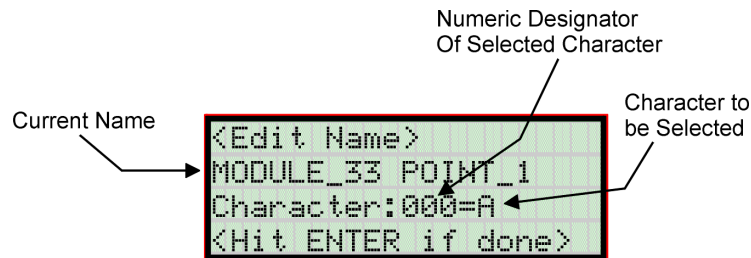 Numeric Designator
Of Selected Character
Current Name
Character to
be Selected
<Edit Name>
MODULE_33 POINT_1
Character:000=A
<Hit ENTER if done>